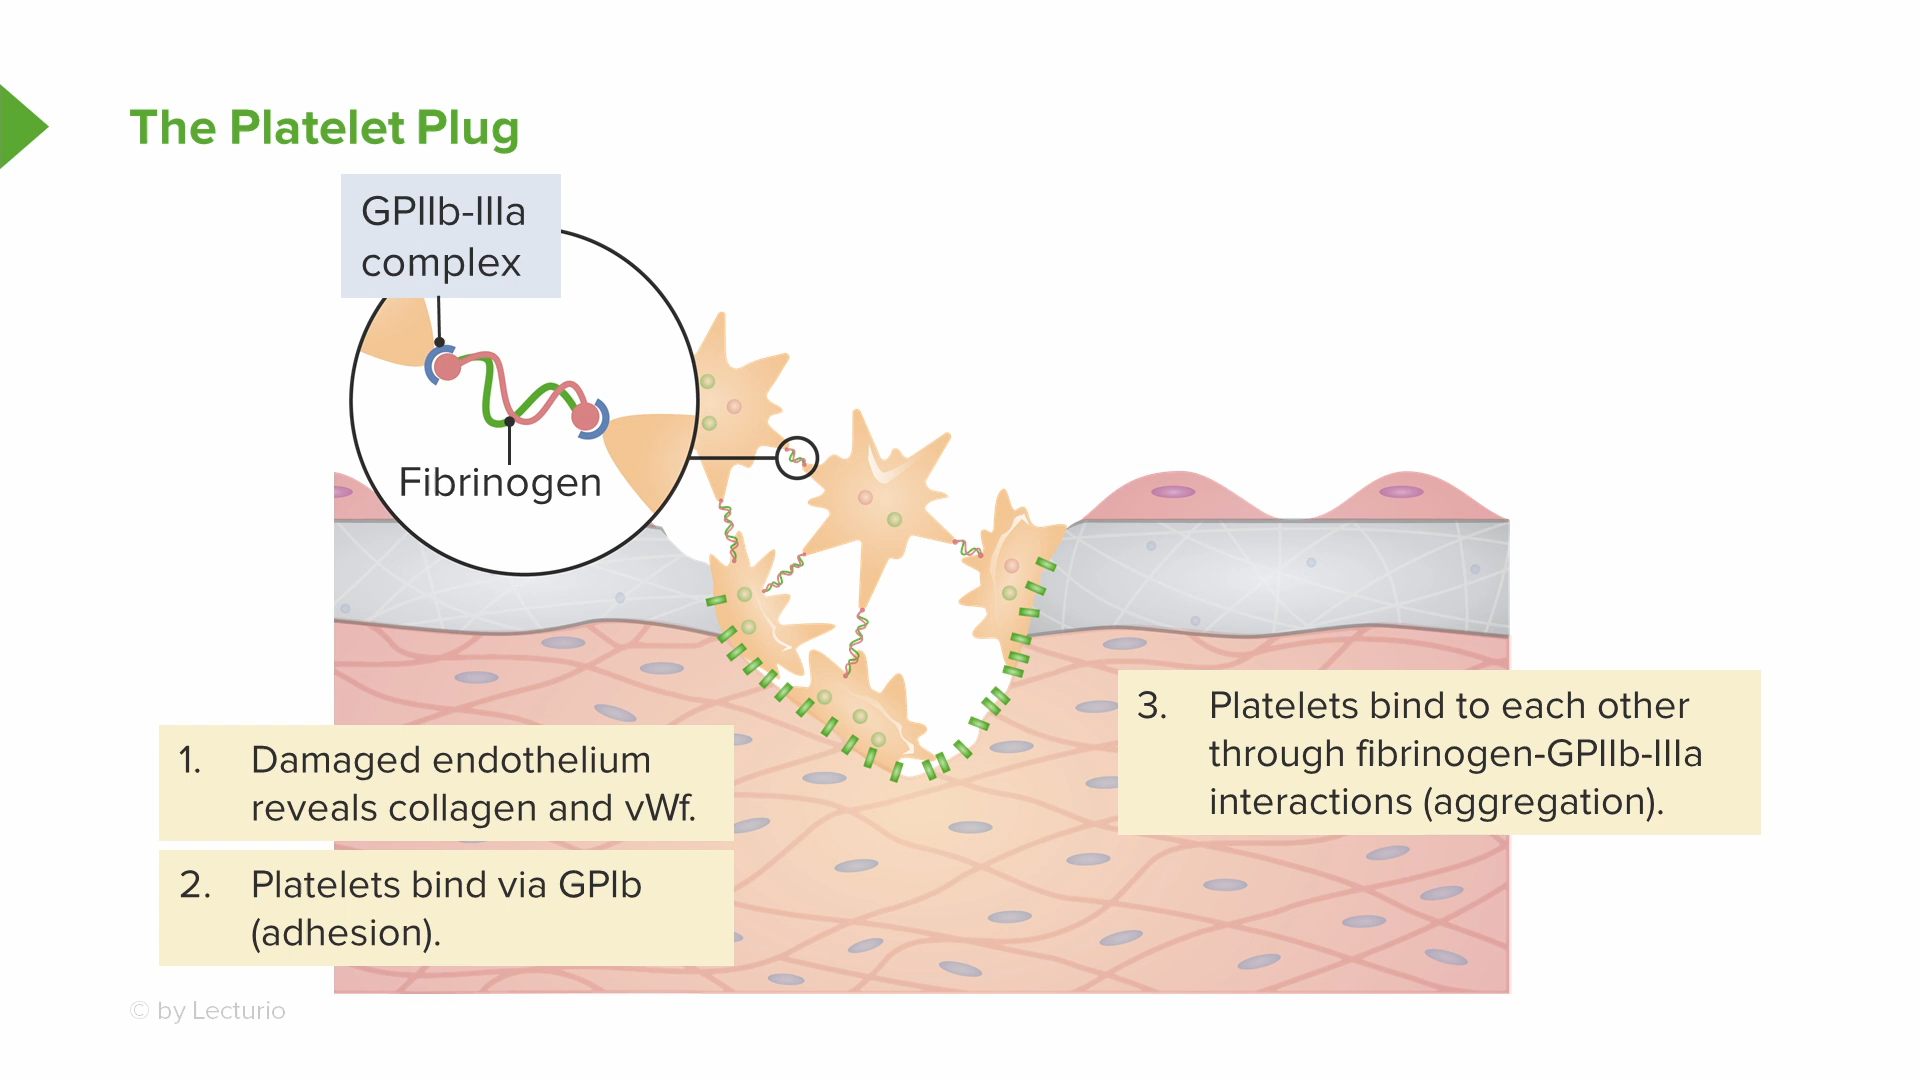 The Platelet Plug
GPIIb-IIIa
complex
Fibrinogen
1. Damaged endothelium
reveals collagen and vWf.
2. Platelets bind via GPIb
(adhesion).
3. Platelets bind to each other
through fibrinogen-GPIIb-IIIa
interactions (aggregation).
© by Lecturio